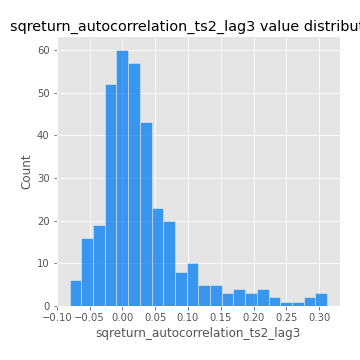 sqreturn_autocorrelation_ts2_lag3 value distribut
60
50
40
30
20
10
0
Count
−0.10 −0.05 0.00 0.05 0.10 0.15 0.20 0.25 0.30
sqreturn_autocorrelation_ts2_lag3